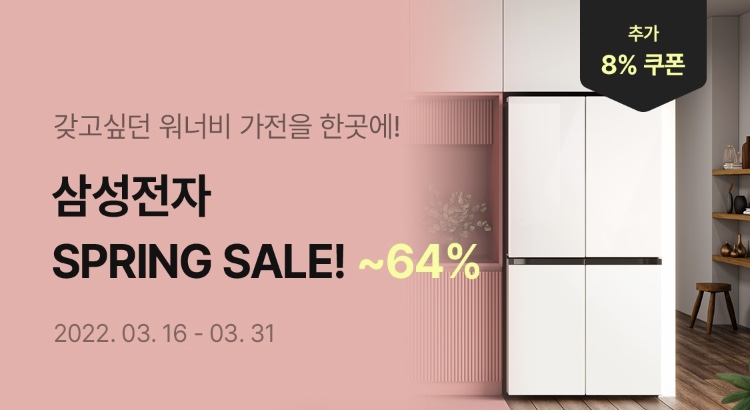 추가
8% 쿠폰
갖고싶던 워너비 가전을 한곳에!
삼성전자
SPRING SALE! ~64%
2022. 03. 16 - 03. 31